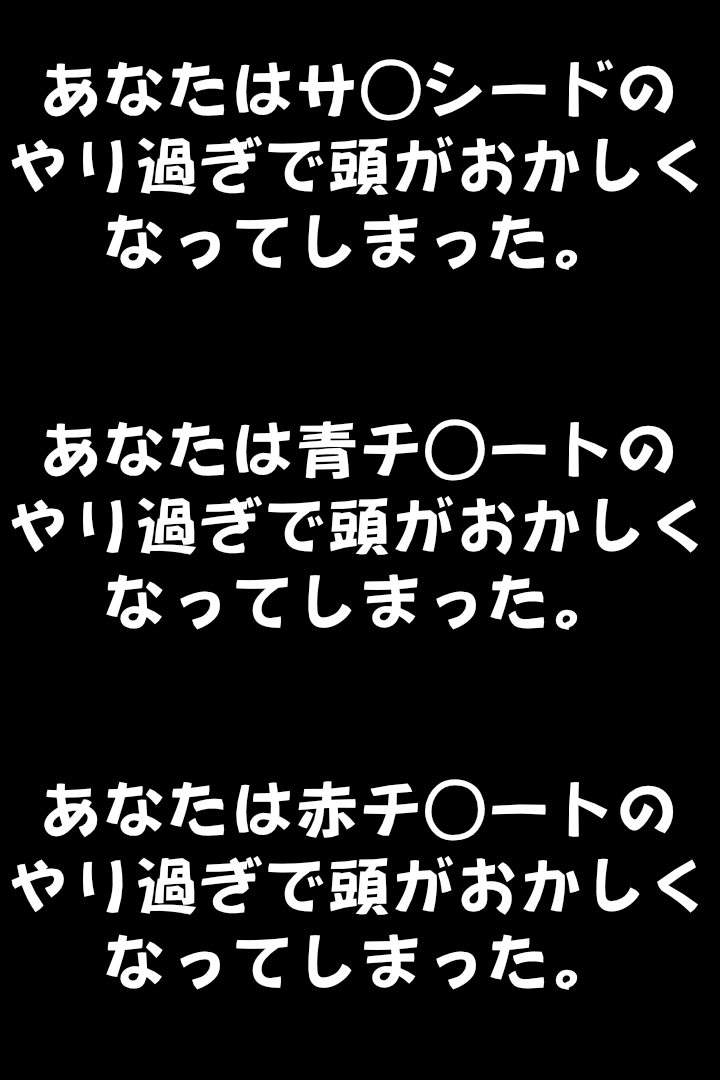 あなたはサ◯シードの
やり過ぎで頭がおかしく
なってしまった。
あなたは青チ◯ートの
やり過ぎで頭がおかしく
なってしまった。
あなたは赤チ◯ートの
やり過ぎで頭がおかしく
なってしまった。